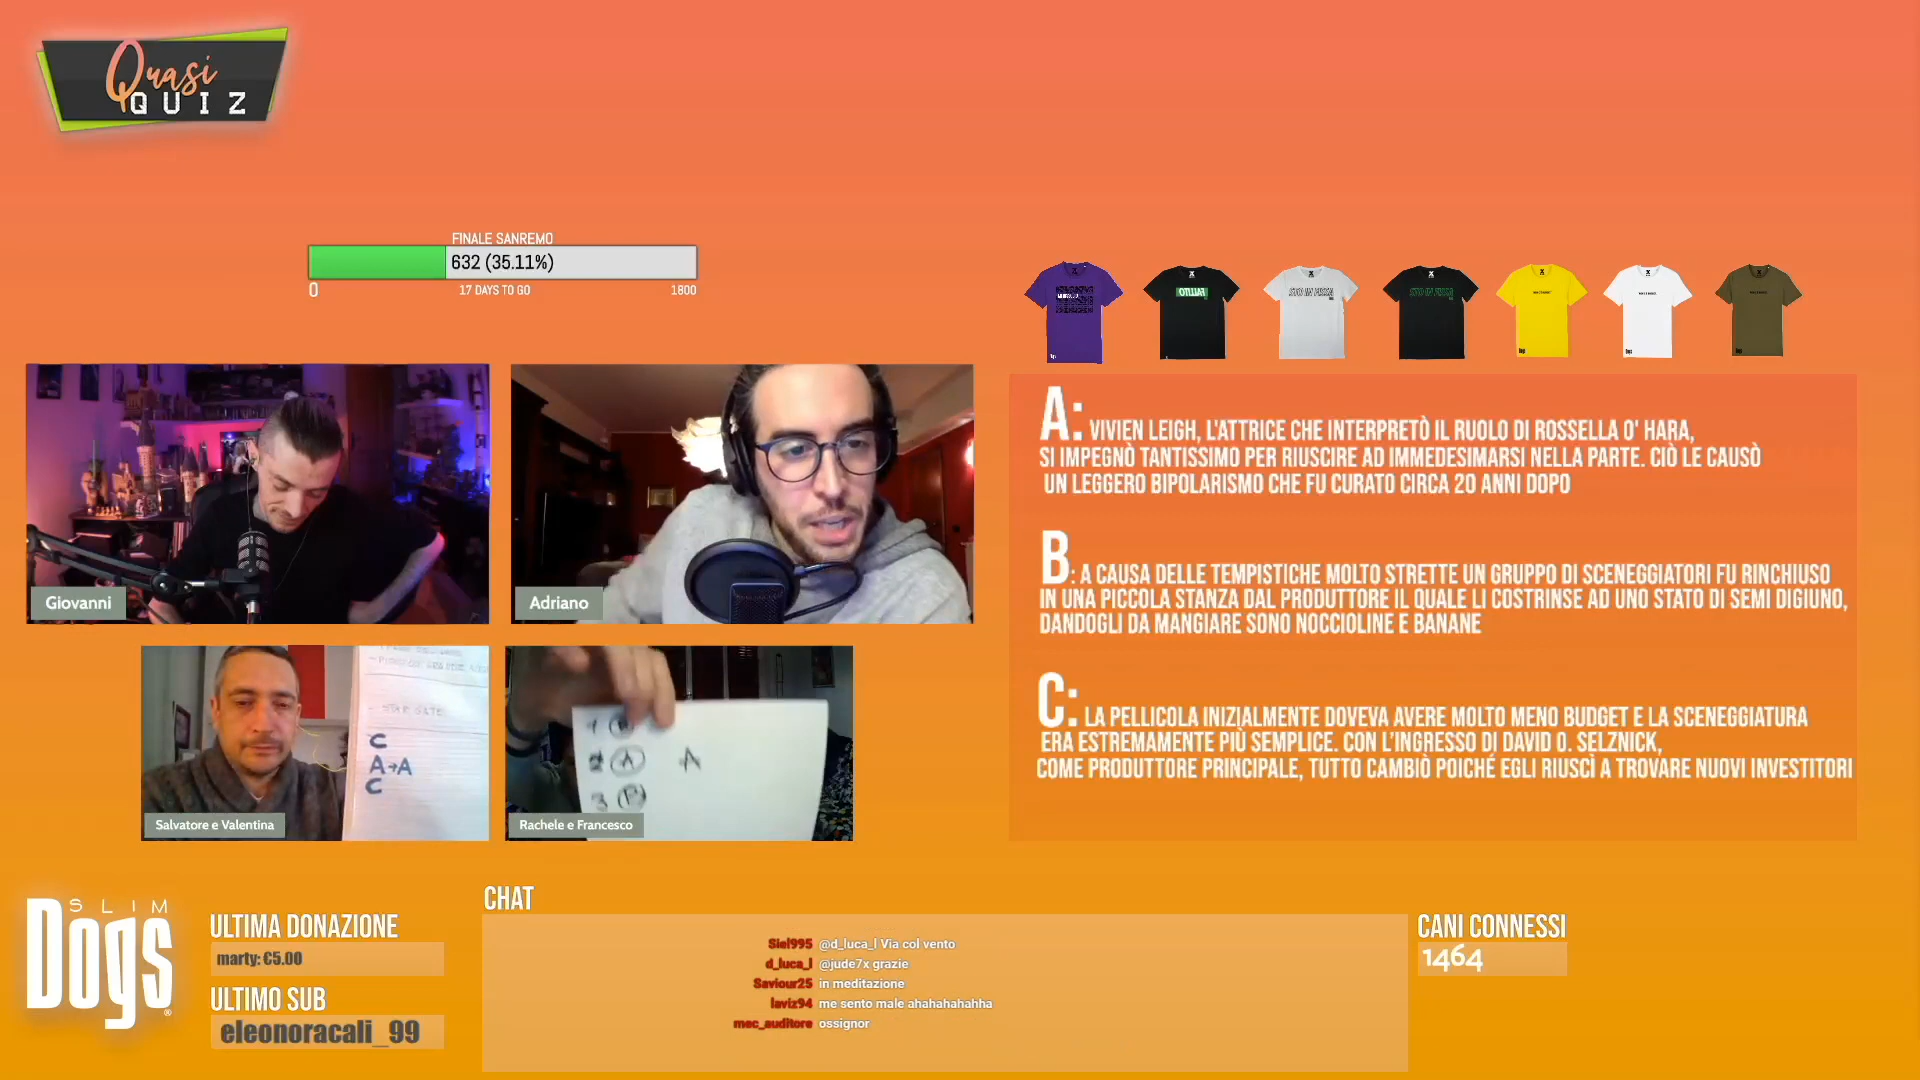 Quasi
QUIZ
FINALE SANREMO
632 (35.11%)
0
17 DAYS TO GO
1800
A: VIVIEN LEIGH, L'ATTRICE CHE INTERPRETÒ IL RUOLO DI ROSSELLA O' HARA,
SI IMPEGNÒ TANTISSIMO PER RIUSCIRE AD IMMEDESIMARSI NELLA PARTE. CIÒ LE CAUSÒ
UN LEGGERO BIPOLARISMO CHE FU CURATO CIRCA 20 ANNI DOPO
B: A CAUSA DELLE TEMPISTICHE MOLTO STRETTE UN GRUPPO DI SCENEGGIATORI FU RINCHIUSO
IN UNA PICCOLA STANZA DAL PRODUTTORE IL QUALE LI COSTRINSE AD UNO STATO DI SEMI DIGIUNO,
DANDOGLI DA MANGIARE SONO NOCCIOLINE E BANANE
C: LA PELLICOLA INIZIALMENTE DOVEVA AVERE MOLTO MENO BUDGET E LA SCENEGGIATURA
ERA ESTREMAMENTE PIÙ SEMPLICE. CON L'INGRESSO DI DAVID O. SELZNICK,
COME PRODUTTORE PRINCIPALE, TUTTO CAMBIÒ POICHÉ EGLI RIUSCÌ A TROVARE NUOVI INVESTITORI
Giovanni
Adriano
STAR GATE
C
A→A
C
Salvatore e Valentina
1 B
2 A A
3 B
Rachele e Francesco
SLIM
Dogs
®
ULTIMA DONAZIONE
marty: €5.00
ULTIMO SUB
eleonoracali_99
CHAT
Siel995 @d_luca_l Via col vento
d_luca_l @jude7x grazie
Saviour25 in meditazione
laviz94 me sento male ahahahahahha
mec_auditore ossignor
CANI CONNESSI
1464